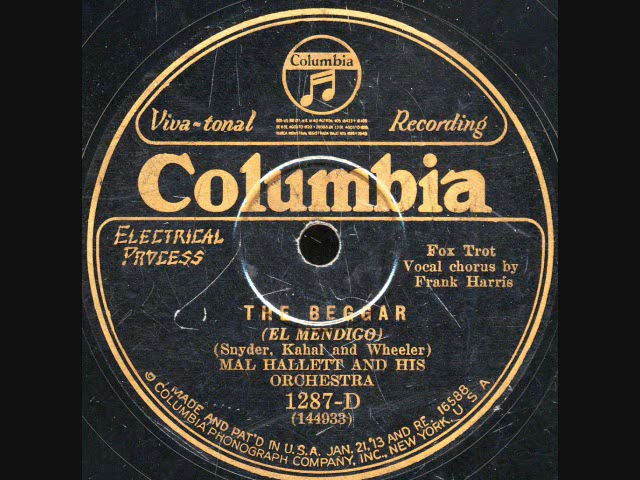 Columbia
Viva-tonal Recording
Columbia
ELECTRICAL
PROCESS
Fox Trot
Vocal chorus by
Frank Harris
THE BEGGAR
(EL MENDIGO)
(Snyder, Kahal and Wheeler)
MAL HALLETT AND HIS
ORCHESTRA
1287-D
(144933)
MADE AND PAT'D IN U.S.A. JAN. 21, '13 AND RE. 16588
COLUMBIA PHONOGRAPH COMPANY, INC., NEW YORK, U.S.A.